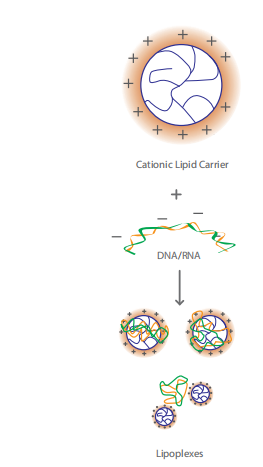 Cationic Lipid Carrier
+
DNA/RNA
Lipoplexes